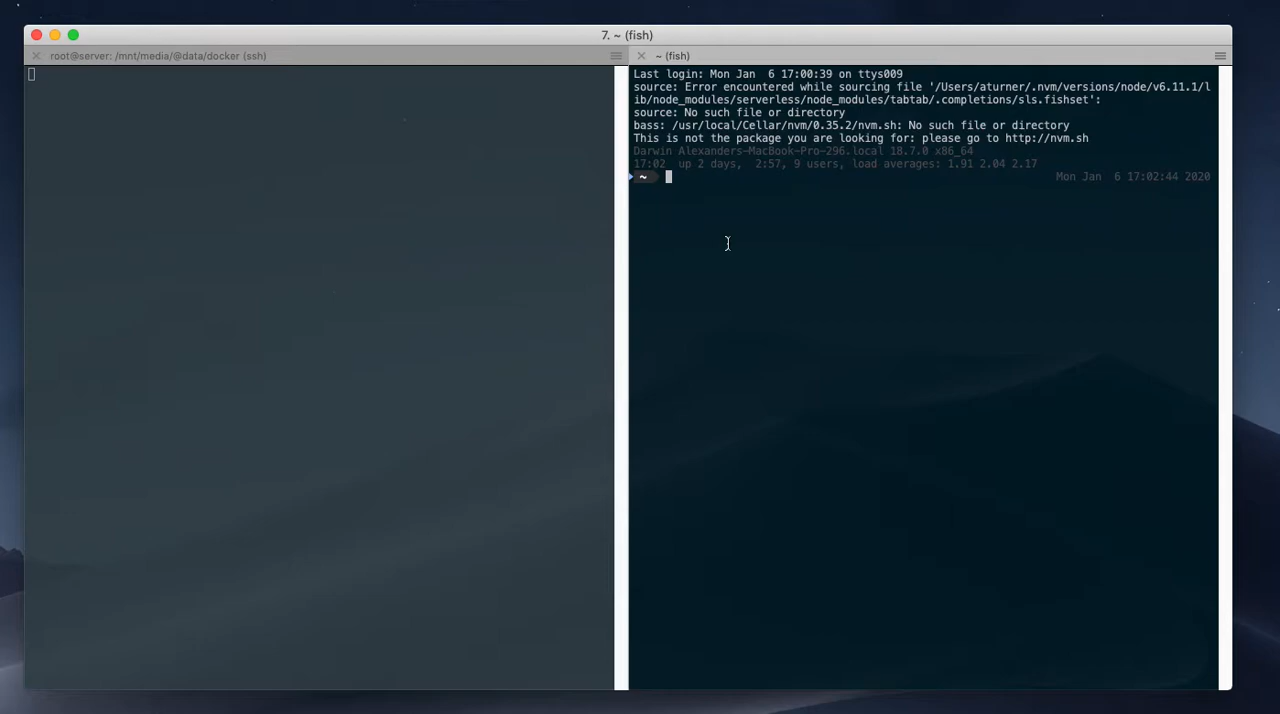 7. ~ (fish)
root@server: /mnt/media/@data/docker (ssh)
~ (fish)
Last login: Mon Jan  6 17:00:39 on ttys009
source: Error encountered while sourcing file '/Users/aturner/.nvm/versions/node/v6.11.1/l
ib/node_modules/serverless/node_modules/tabtab/.completions/sls.fishset':
source: No such file or directory
bass: /usr/local/Cellar/nvm/0.35.2/nvm.sh: No such file or directory
This is not the package you are looking for: please go to http://nvm.sh
Darwin Alexanders-MacBook-Pro-296.local 18.7.0 x86_64
17:02  up 2 days,  2:57, 9 users, load averages: 1.91 2.04 2.17
~ Mon Jan  6 17:02:44 2020